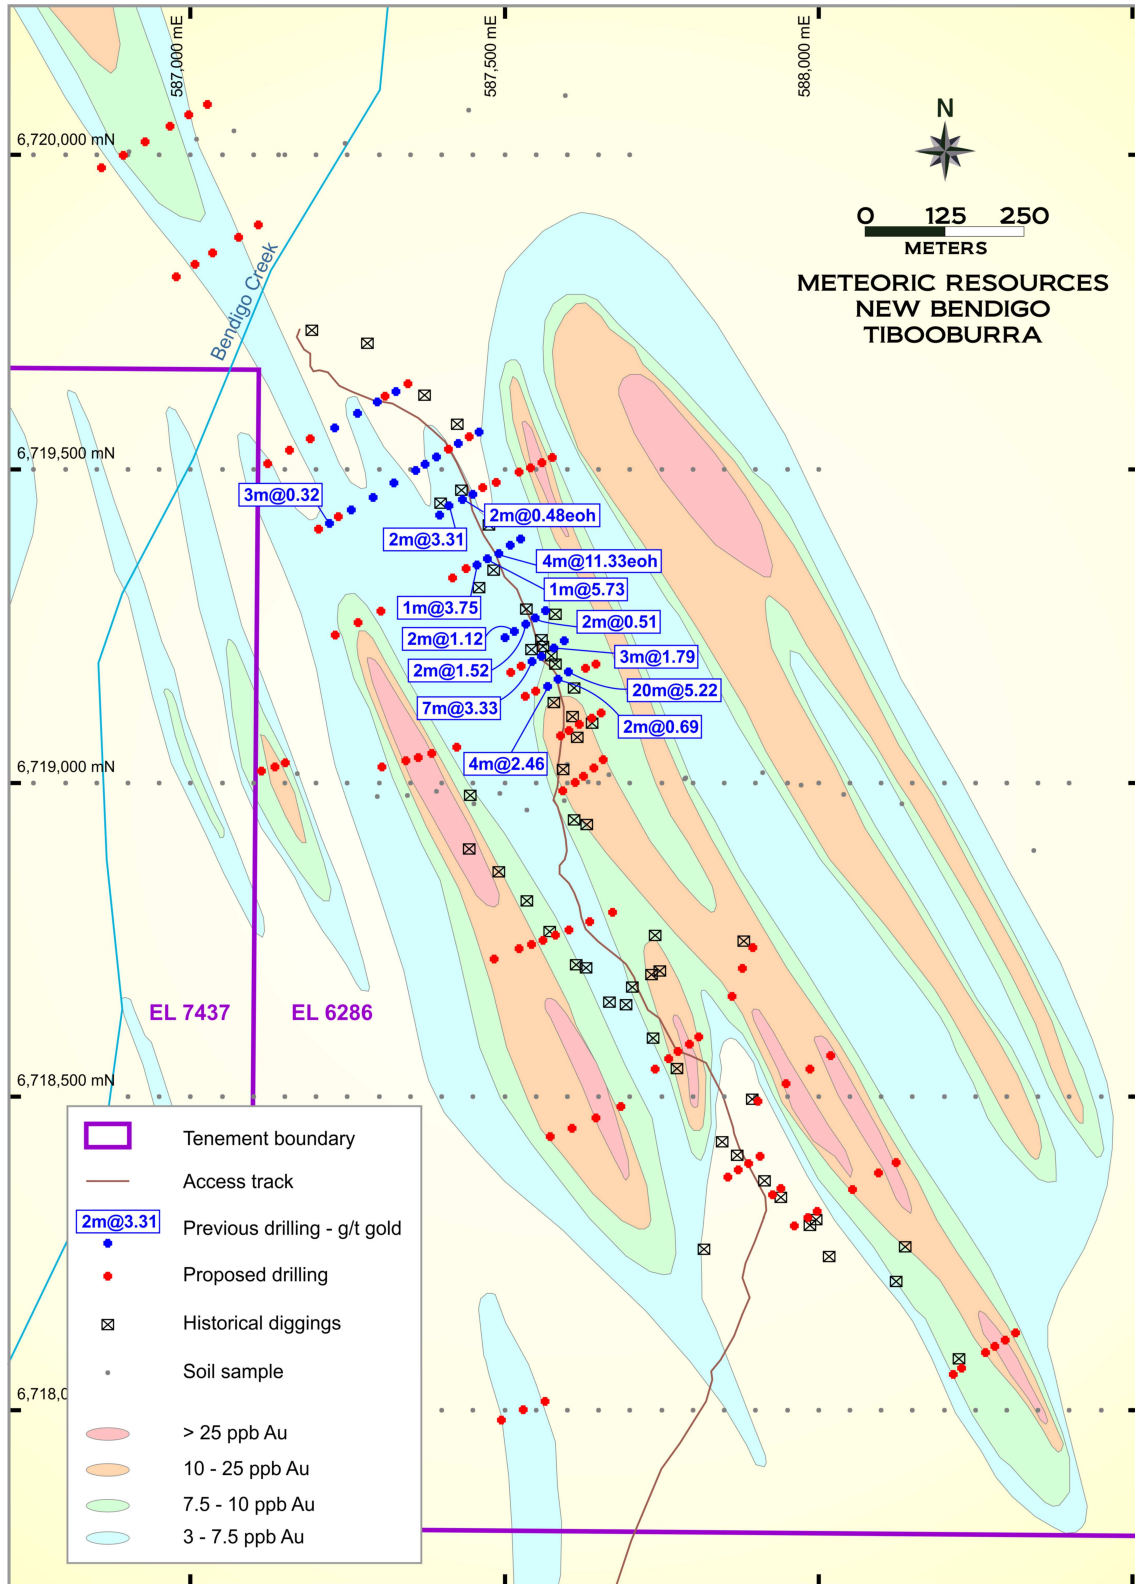 587,000 mE
587,500 mE
588,000 mE
N
6,720,000 mN
0 125 250
METERS
METEORIC RESOURCES
NEW BENDIGO
TIBOOBURRA
Bendigo Creek
6,719,500 mN
3m@0.32
2m@0.48eoh
2m@3.31
4m@11.33eoh
1m@5.73
1m@3.75
2m@0.51
2m@1.12
3m@1.79
2m@1.52
20m@5.22
7m@3.33
2m@0.69
4m@2.46
6,719,000 mN
EL 7437
EL 6286
6,718,500 mN
Tenement boundary
Access track
2m@3.31
Previous drilling - g/t gold
Proposed drilling
Historical diggings
Soil sample
6,718,0
> 25 ppb Au
10 - 25 ppb Au
7.5 - 10 ppb Au
3 - 7.5 ppb Au